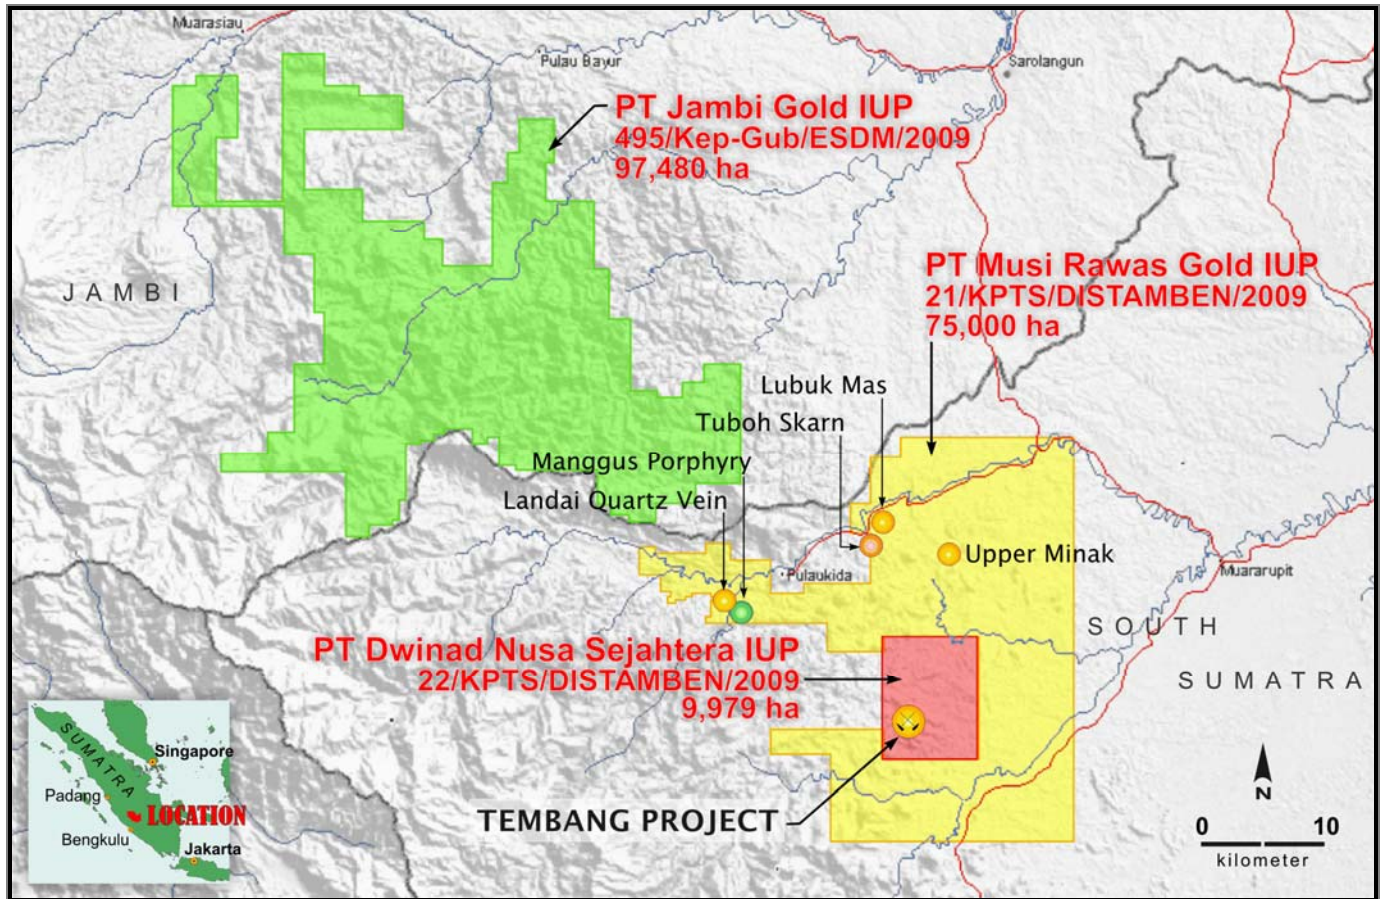 Muarasiau
Pulau Bayur
Sarolangun
PT Jambi Gold IUP
495/Kep-Gub/ESDM/2009
97,480 ha
PT Musi Rawas Gold IUP
21/KPTS/DISTAMBEN/2009
75,000 ha
JAMBI
Lubuk Mas
Tuboh Skarn
Manggus Porphyry
Landai Quartz Vein
Upper Minak
Pulaukida
Muararupit
SOUTH
SUMATRA
PT Dwinad Nusa Sejahtera IUP
22/KPTS/DISTAMBEN/2009
9,979 ha
TEMBANG PROJECT
SUMATRA
Singapore
Padang
LOCATION
Bengkulu
Jakarta
N
0 10
kilometer